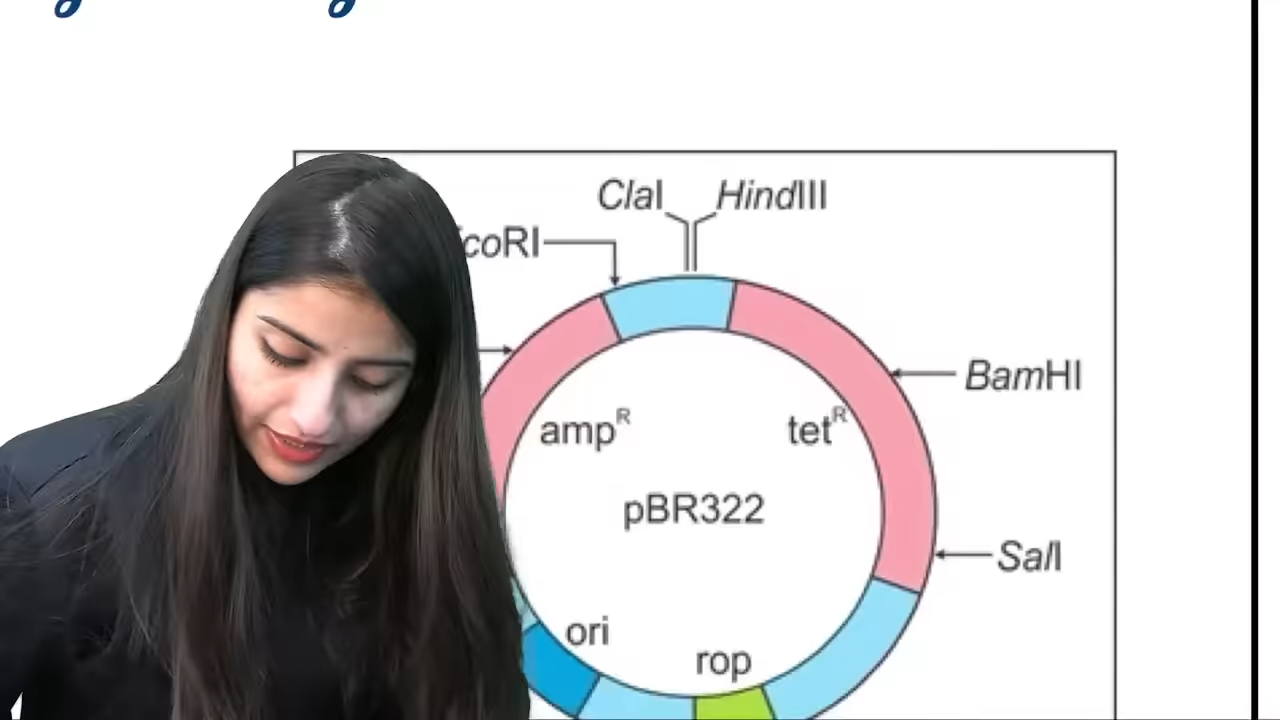 ClaI HindIII
coRI
BamHI
amp^R tet^R
pBR322
SalI
ori
rop